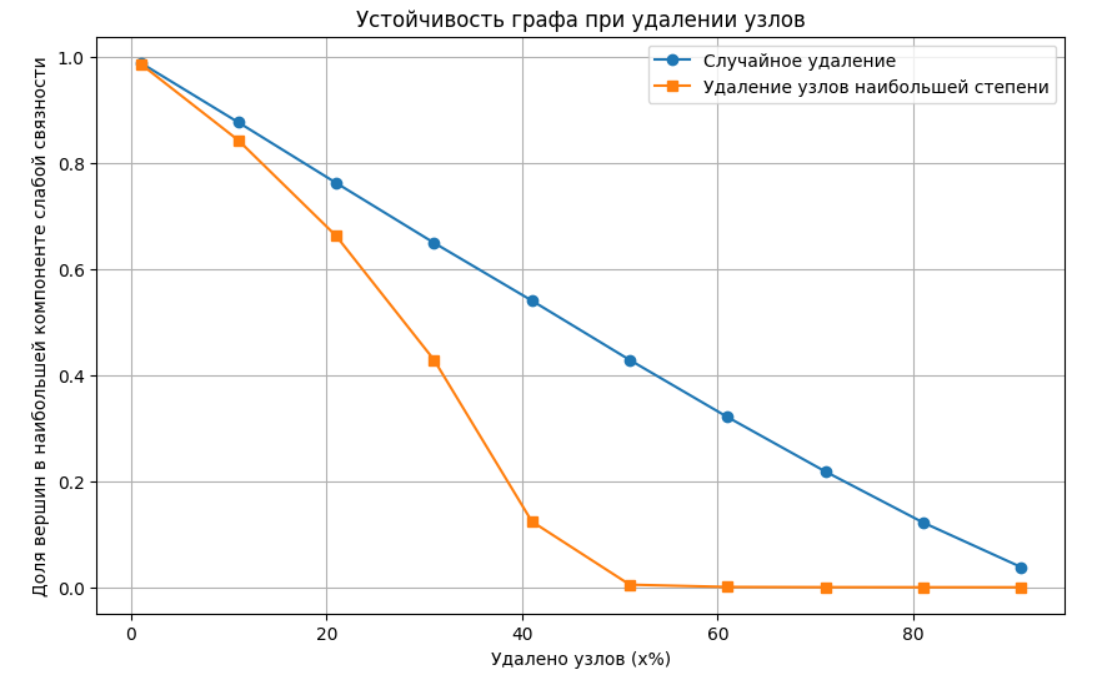 Устойчивость графа при удалении узлов
Случайное удаление
Удаление узлов наибольшей степени
Доля вершин в наибольшей компоненте слабой связности
1.0
0.8
0.6
0.4
0.2
0.0
0
20
40
60
80
Удалено узлов (x%)